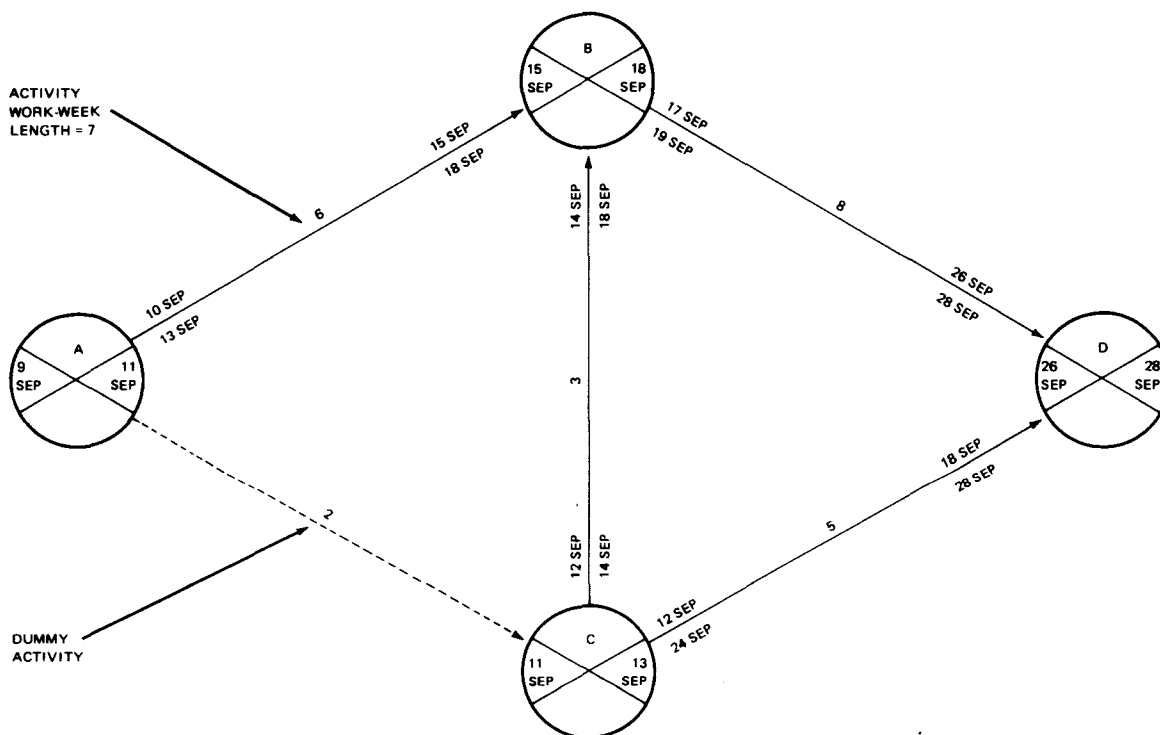 B
15
SEP
18
SEP
ACTIVITY
WORK-WEEK
LENGTH = 7
15 SEP
18 SEP
17 SEP
19 SEP
6
14 SEP
18 SEP
8
10 SEP
13 SEP
26 SEP
28 SEP
A
9
SEP
11
SEP
3
D
26
SEP
28
SEP
2
18 SEP
28 SEP
5
12 SEP
14 SEP
12 SEP
24 SEP
DUMMY
ACTIVITY
C
11
SEP
13
SEP